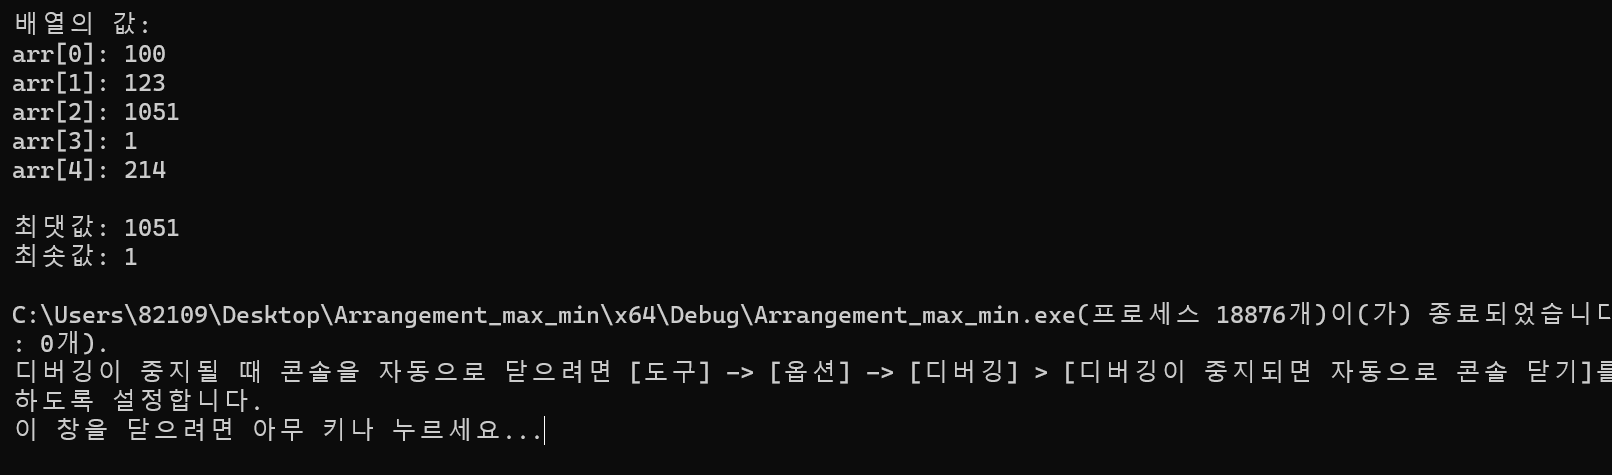 배열의 값:
arr[0]: 100
arr[1]: 123
arr[2]: 1051
arr[3]: 1
arr[4]: 214
최댓값: 1051
최솟값: 1
C:\Users\82109\Desktop\Arrangement_max_min\x64\Debug\Arrangement_max_min.exe(프로세스 18876개)이(가) 종료되었습니다
: 0개).
디버깅이 중지될 때 콘솔을 자동으로 닫으려면 [도구] -> [옵션] -> [디버깅] > [디버깅이 중지되면 자동으로 콘솔 닫기]를
하도록 설정합니다.
이 창을 닫으려면 아무 키나 누르세요...